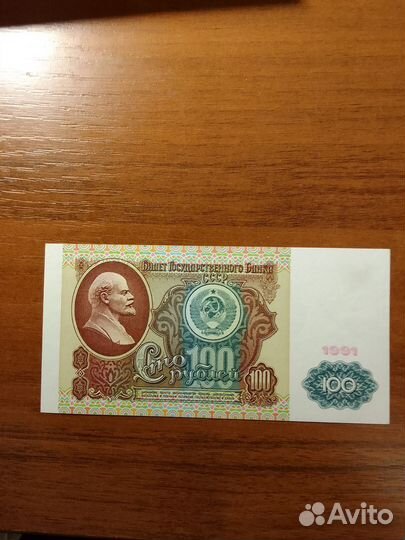 Билет Государственного Банка
СССР
1991
Сто 100
рублей 100
100
Avito